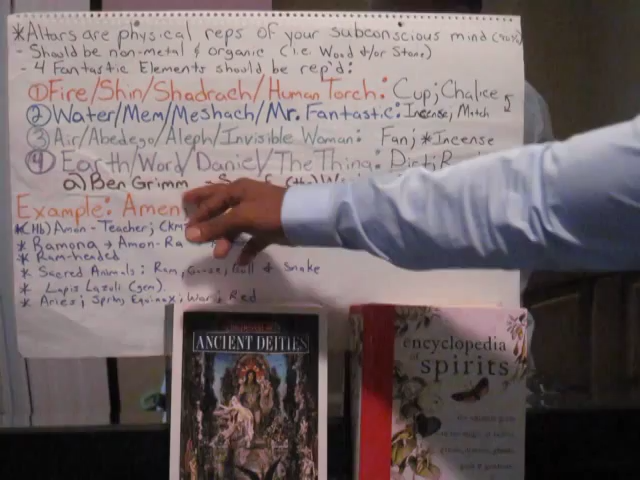 *Altars are physical reps of your subconscious mind (90%)
- Should be non-metal & organic (i.e. Wood &/or Stone)
- 4 Fantastic Elements should be rep'd:
① Fire/Shin/Shadrach/Human Torch: Cup; Chalice
② Water/Mem/Meshach/Mr. Fantastic: Incense; Match
③ Air/Abedego/Aleph/Invisible Woman: Fan; *Incense
④ Earth/Word/Daniel/The Thing: Dirt;
a) Ben Grimm
Example: Amen
* (Hb) Amon - Teacher;
* Ramona → Amon-Ra
* Ram-headed
* Sacred Animals: Ram, Goose, Bull & Snake
* Lapis Lazuli (gem)
* Aries; Spring Equinox; War; Red
ANCIENT DEITIES
encyclopedia
of spirits